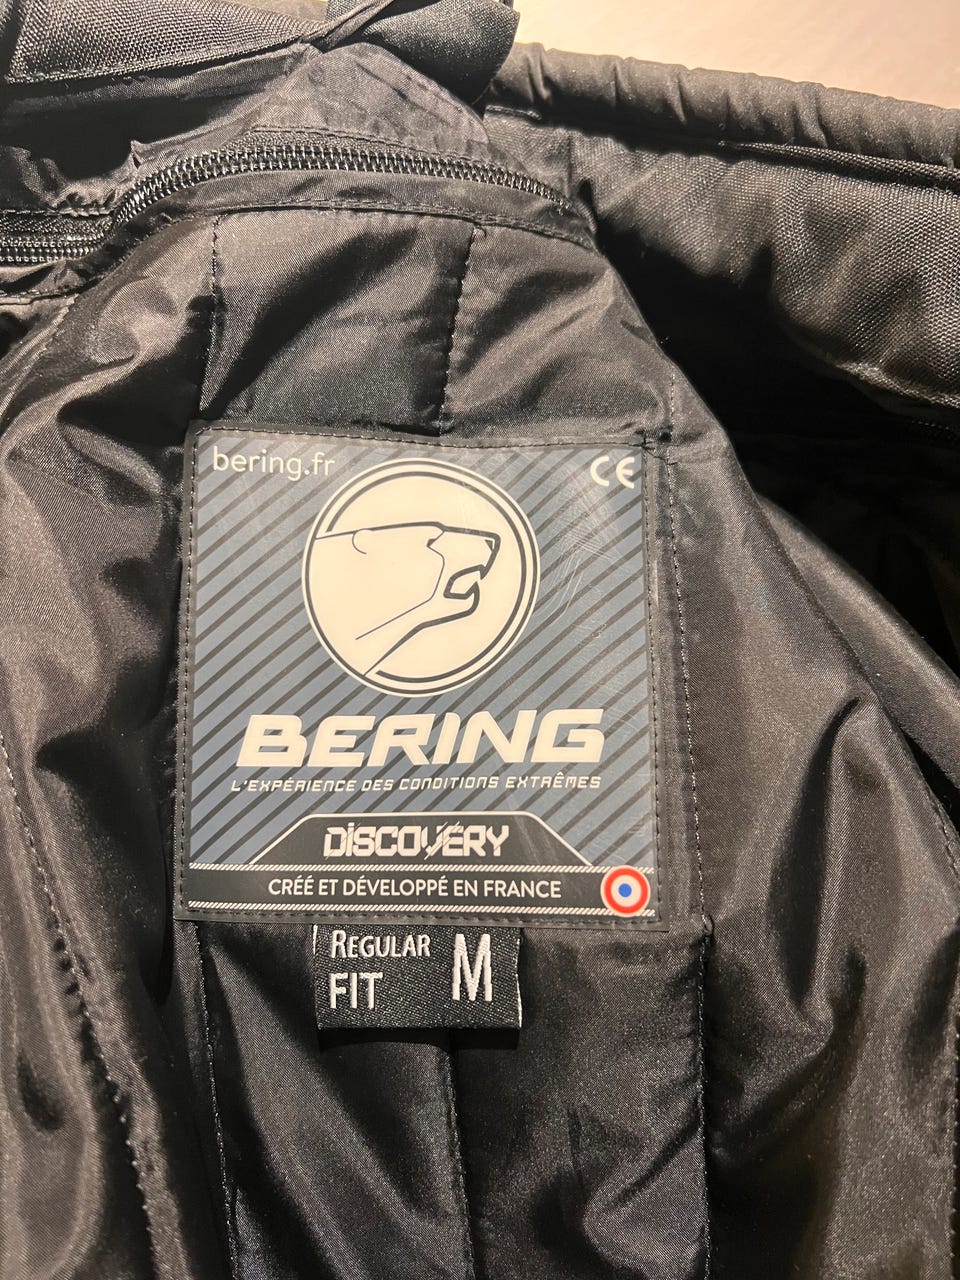 bering.fr
CE
BERING
L'EXPÉRIENCE DES CONDITIONS EXTRÊMES
DISCOVERY
CRÉÉ ET DÉVELOPPÉ EN FRANCE
REGULAR
FIT
M